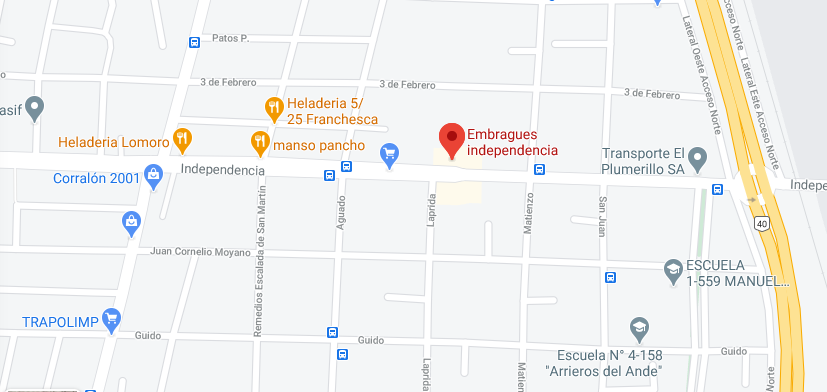 Patos P.
Lateral Oeste Acceso Norte
Lateral Este Acceso Norte
Acceso Norte
3 de Febrero
3 de Febrero
3 de Febrero
asif
Heladeria 5/
25 Franchesca
Heladeria Lomoro
manso pancho
Embragues
independencia
Transporte El
Plumerillo SA
Independencia
Corralón 2001
Indepe
Remedios Escalada de San Martín
Aguado
Laprida
Matienzo
San Juan
40
Juan Cornelio Moyano
ESCUELA
1-559 MANUEL...
TRAPOLIMP
Guido
Guido
Guido
Escuela N° 4-158
"Arrieros del Ande"
Laprida
Matien
Norte